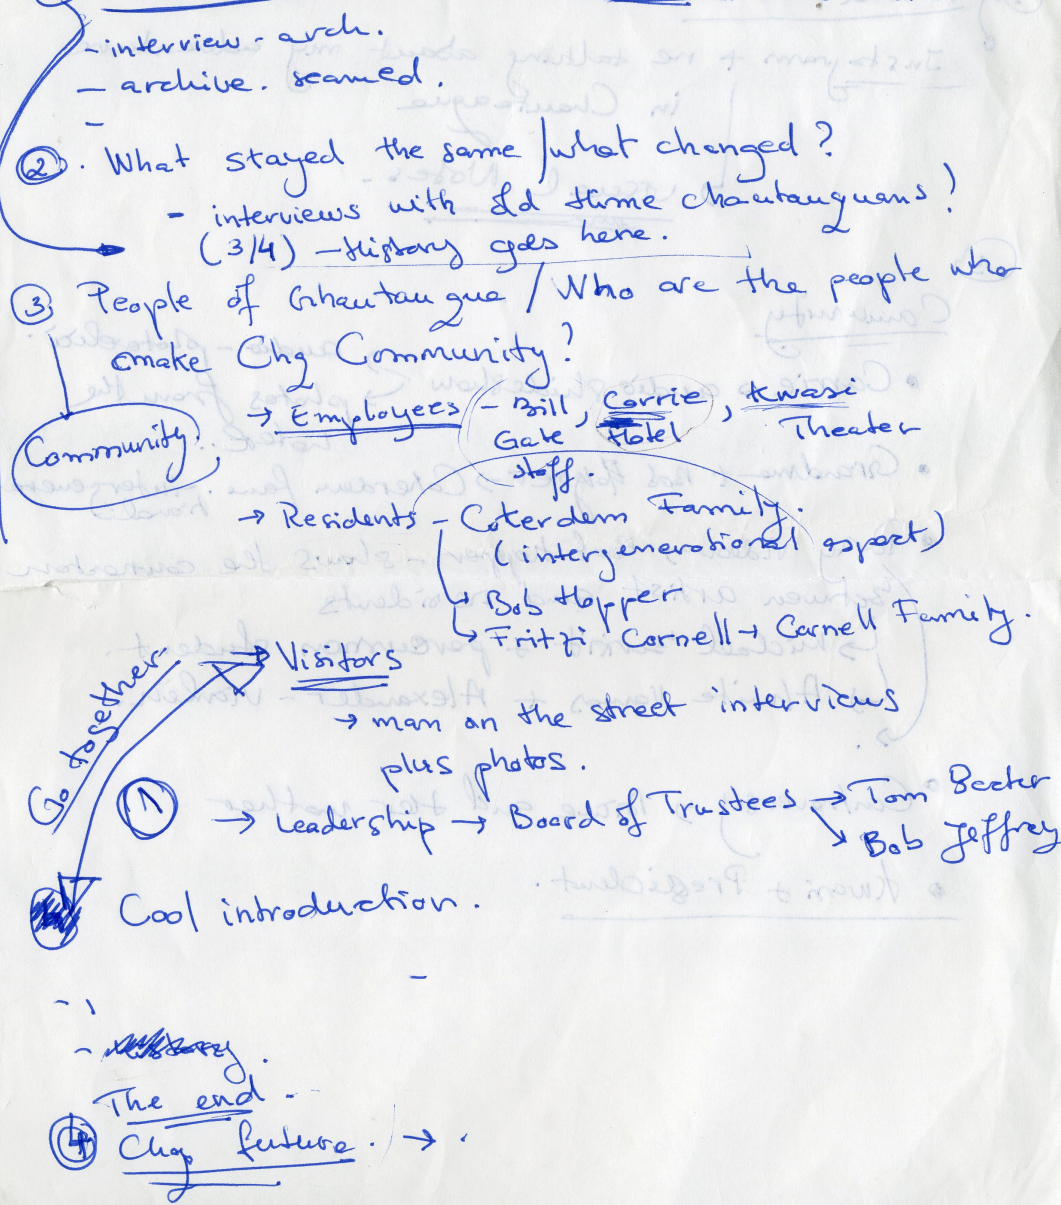 - interview - arch.
- archive. seamed.
-
② . What stayed the same / what changed?
- interviews with old time chautauquans!
(3/4) - History goes here.
③ People of Chautauqua / Who are the people who
make Chq Community?
Community.
→ Employees - Bill, Corrie, Kwasi
Gate Hotel Theater
staff.
→ Residents - Coterdem Family.
(intergenerational aspect)
↳ Bob Hopper
↳ Fritzi Cornell → Cornell Family.
→ Visitors
Go together
→ man on the street interviews
plus photos.
①
→ Leadership → Board of Trustees → Tom Becker
↘ Bob Jeffrey
Cool introduction.
-
-
-
The end -
④ Chq future. → .